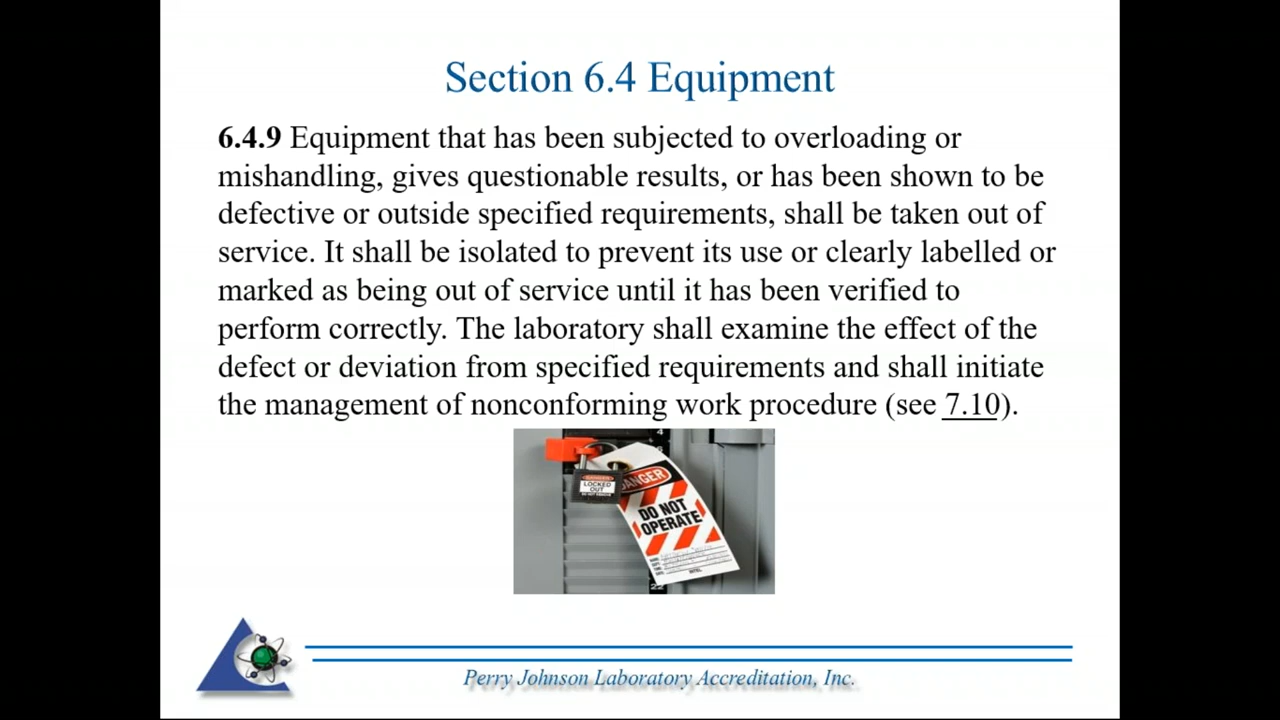 Section 6.4 Equipment
6.4.9 Equipment that has been subjected to overloading or
mishandling, gives questionable results, or has been shown to be
defective or outside specified requirements, shall be taken out of
service. It shall be isolated to prevent its use or clearly labelled or
marked as being out of service until it has been verified to
perform correctly. The laboratory shall examine the effect of the
defect or deviation from specified requirements and shall initiate
the management of nonconforming work procedure (see 7.10).
DANGER
LOCKED
OUT
DO NOT REMOVE
DANGER
DO NOT
OPERATE
22
Perry Johnson Laboratory Accreditation, Inc.